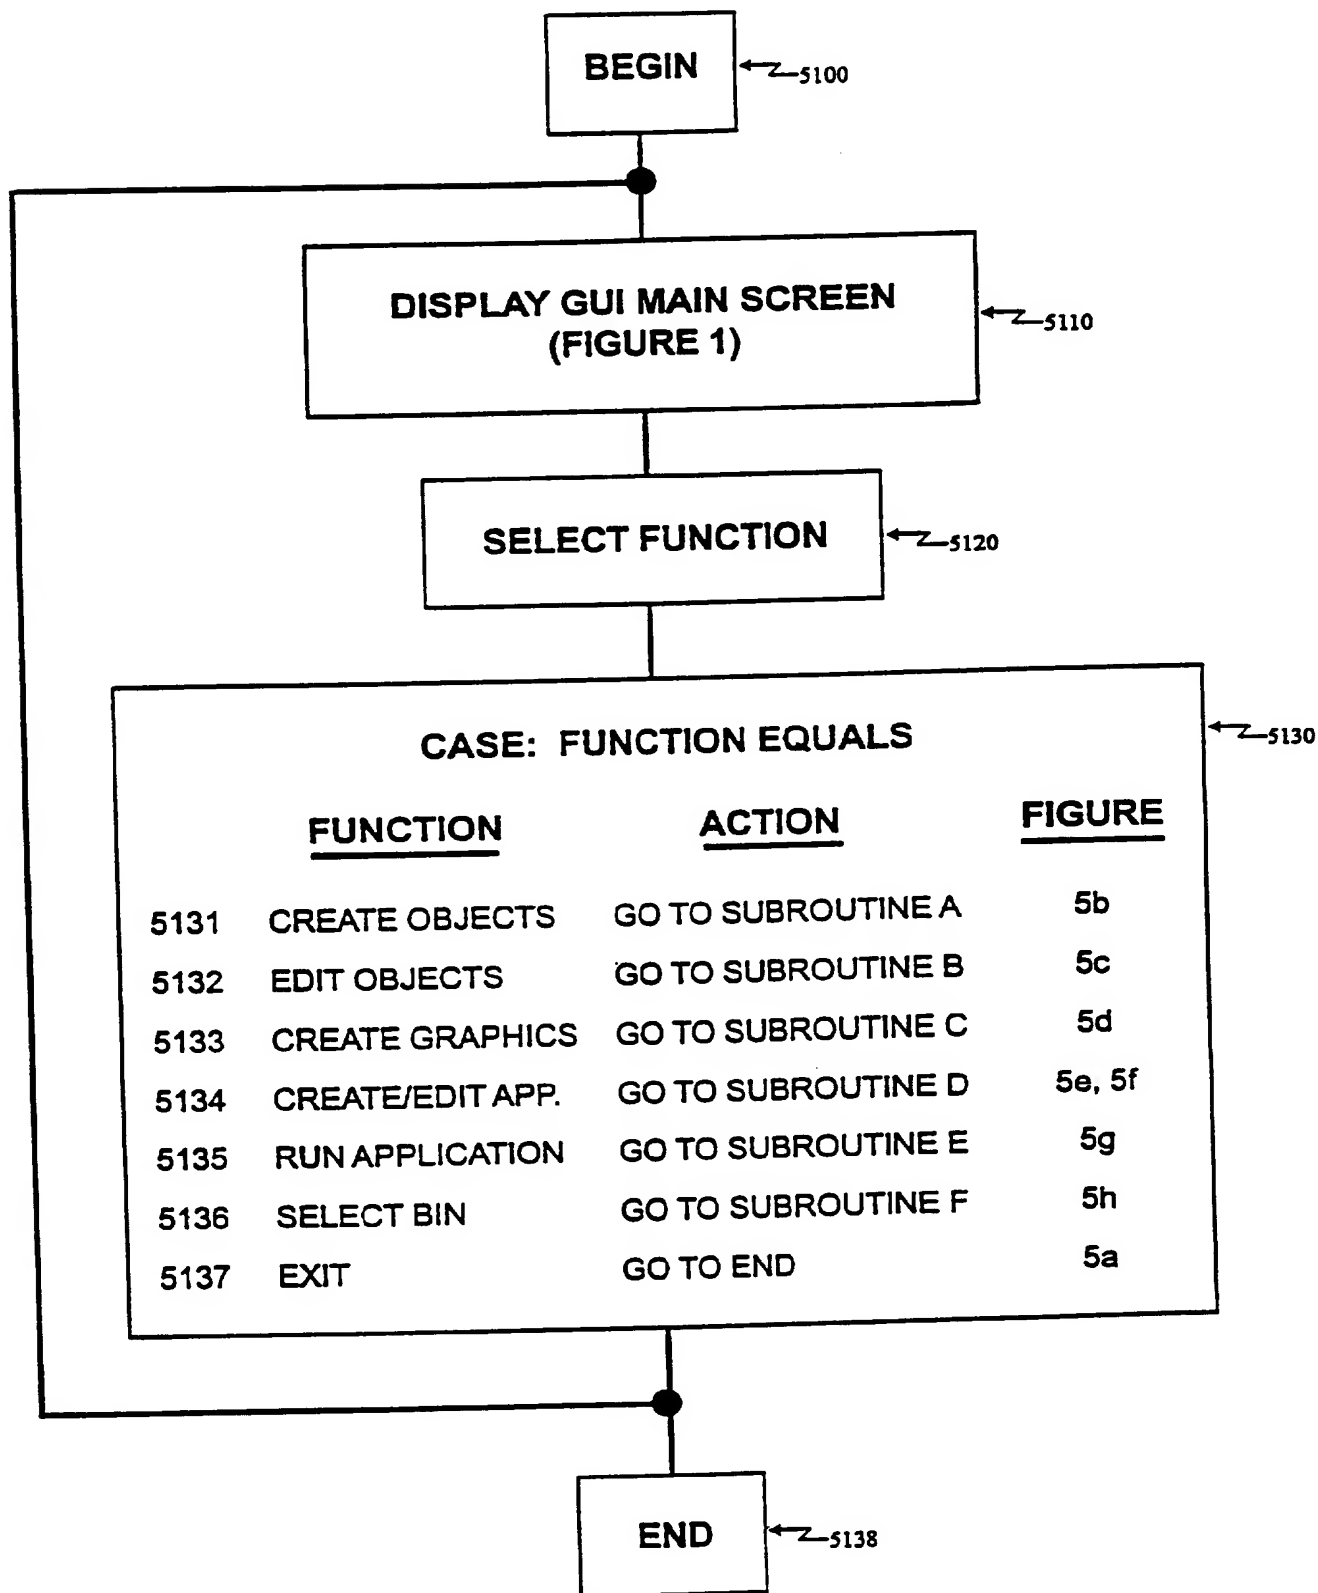 BEGIN
5100
DISPLAY GUI MAIN SCREEN
(FIGURE 1)
5110
SELECT FUNCTION
5120
CASE: FUNCTION EQUALS
5130
FUNCTION ACTION FIGURE
5131 CREATE OBJECTS GO TO SUBROUTINE A 5b
5132 EDIT OBJECTS GO TO SUBROUTINE B 5c
5133 CREATE GRAPHICS GO TO SUBROUTINE C 5d
5134 CREATE/EDIT APP. GO TO SUBROUTINE D 5e, 5f
5135 RUN APPLICATION GO TO SUBROUTINE E 5g
5136 SELECT BIN GO TO SUBROUTINE F 5h
5137 EXIT GO TO END 5a
END
5138